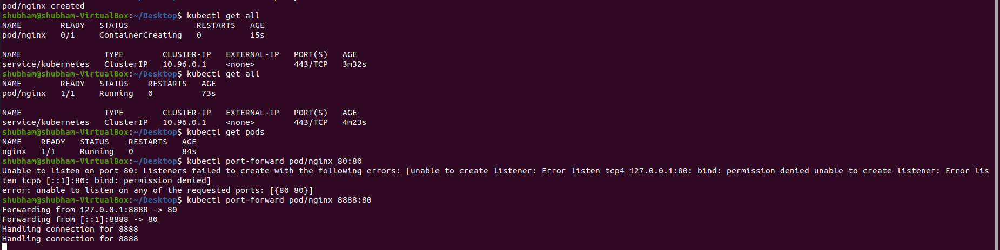 pod/nginx created
shubham@shubham-VirtualBox:~/Desktop$ kubectl get all
NAME        READY   STATUS              RESTARTS   AGE
pod/nginx   0/1     ContainerCreating   0          15s

NAME                 TYPE        CLUSTER-IP   EXTERNAL-IP   PORT(S)   AGE
service/kubernetes   ClusterIP   10.96.0.1    <none>        443/TCP   3m32s
shubham@shubham-VirtualBox:~/Desktop$ kubectl get all
NAME        READY   STATUS    RESTARTS   AGE
pod/nginx   1/1     Running   0          73s

NAME                 TYPE        CLUSTER-IP   EXTERNAL-IP   PORT(S)   AGE
service/kubernetes   ClusterIP   10.96.0.1    <none>        443/TCP   4m23s
shubham@shubham-VirtualBox:~/Desktop$ kubectl get pods
NAME    READY   STATUS    RESTARTS   AGE
nginx   1/1     Running   0          84s
shubham@shubham-VirtualBox:~/Desktop$ kubectl port-forward pod/nginx 80:80
Unable to listen on port 80: Listeners failed to create with the following errors: [unable to create listener: Error listen tcp4 127.0.0.1:80: bind: permission denied unable to create listener: Error lis
ten tcp6 [::1]:80: bind: permission denied]
error: unable to listen on any of the requested ports: [{80 80}]
shubham@shubham-VirtualBox:~/Desktop$ kubectl port-forward pod/nginx 8888:80
Forwarding from 127.0.0.1:8888 -> 80
Forwarding from [::1]:8888 -> 80
Handling connection for 8888
Handling connection for 8888